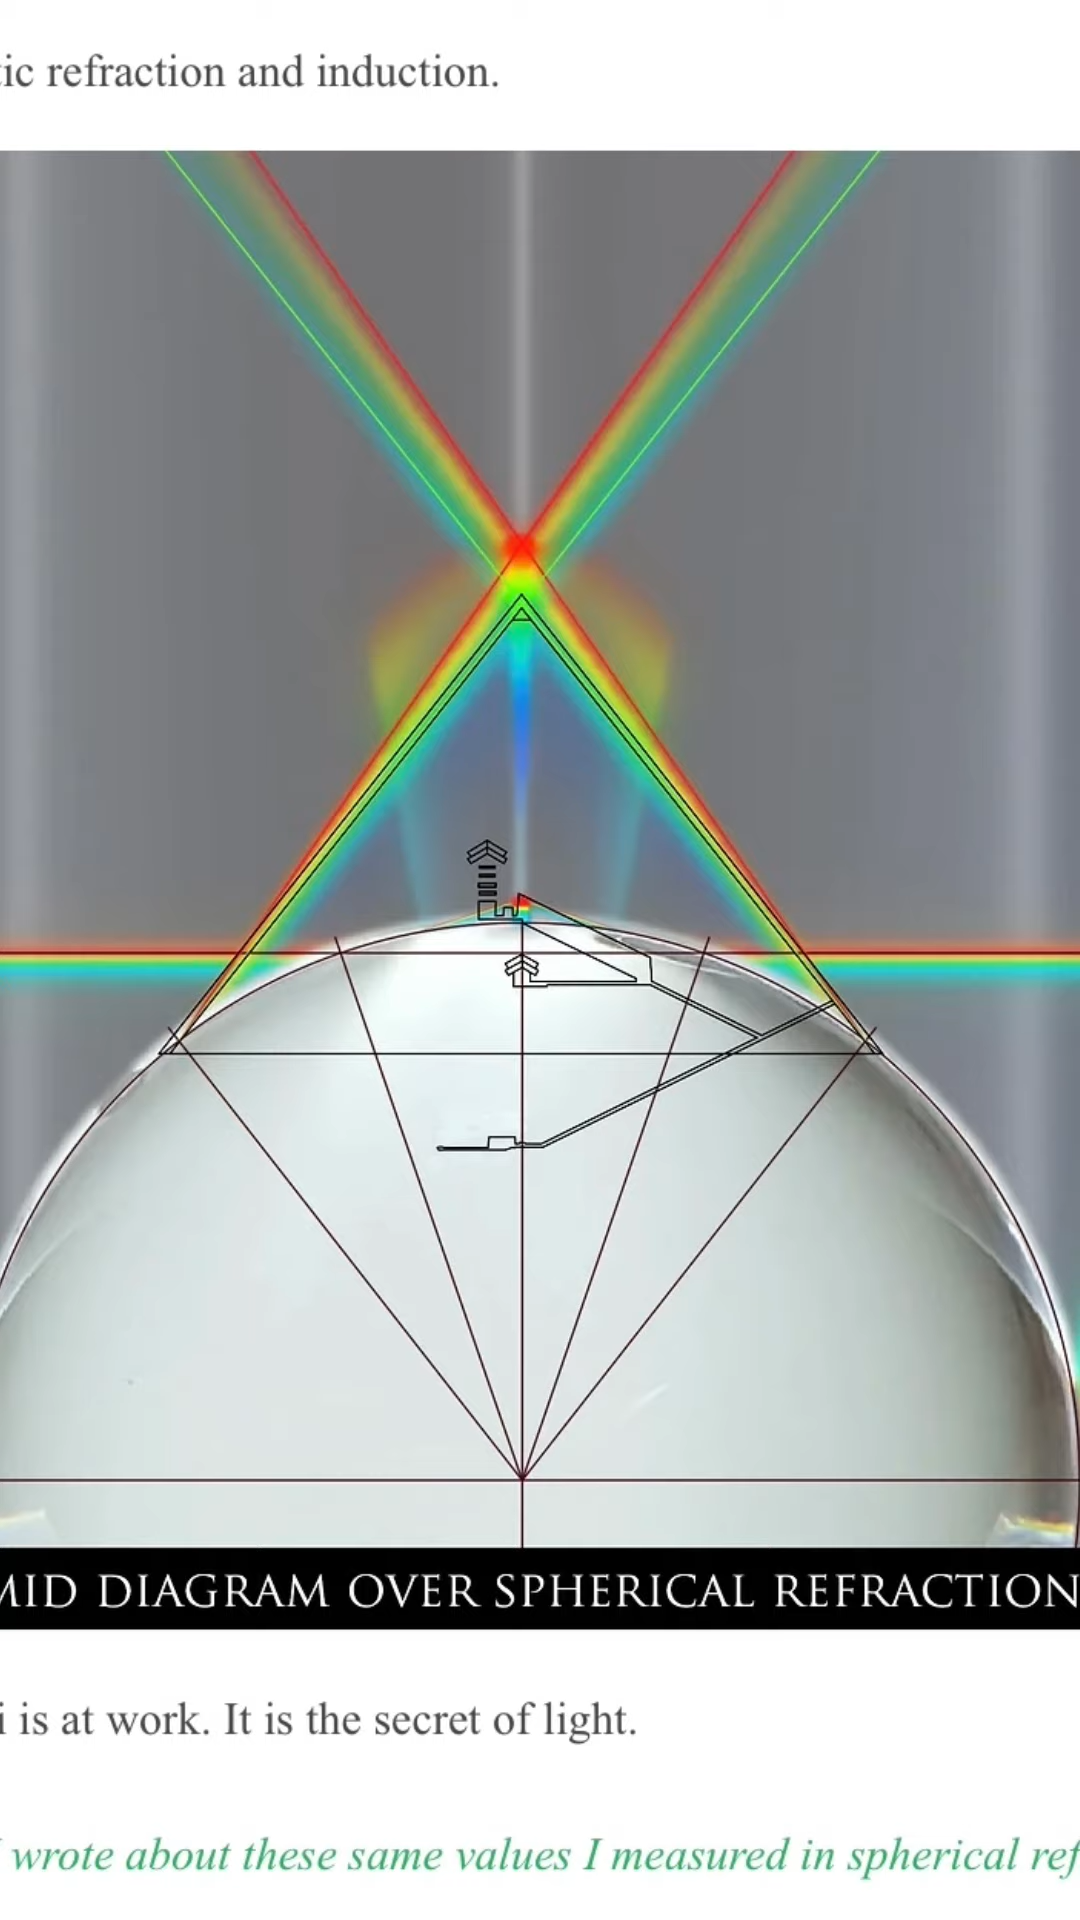 tic refraction and induction.
MID DIAGRAM OVER SPHERICAL REFRACTION
i is at work. It is the secret of light.
I wrote about these same values I measured in spherical ref